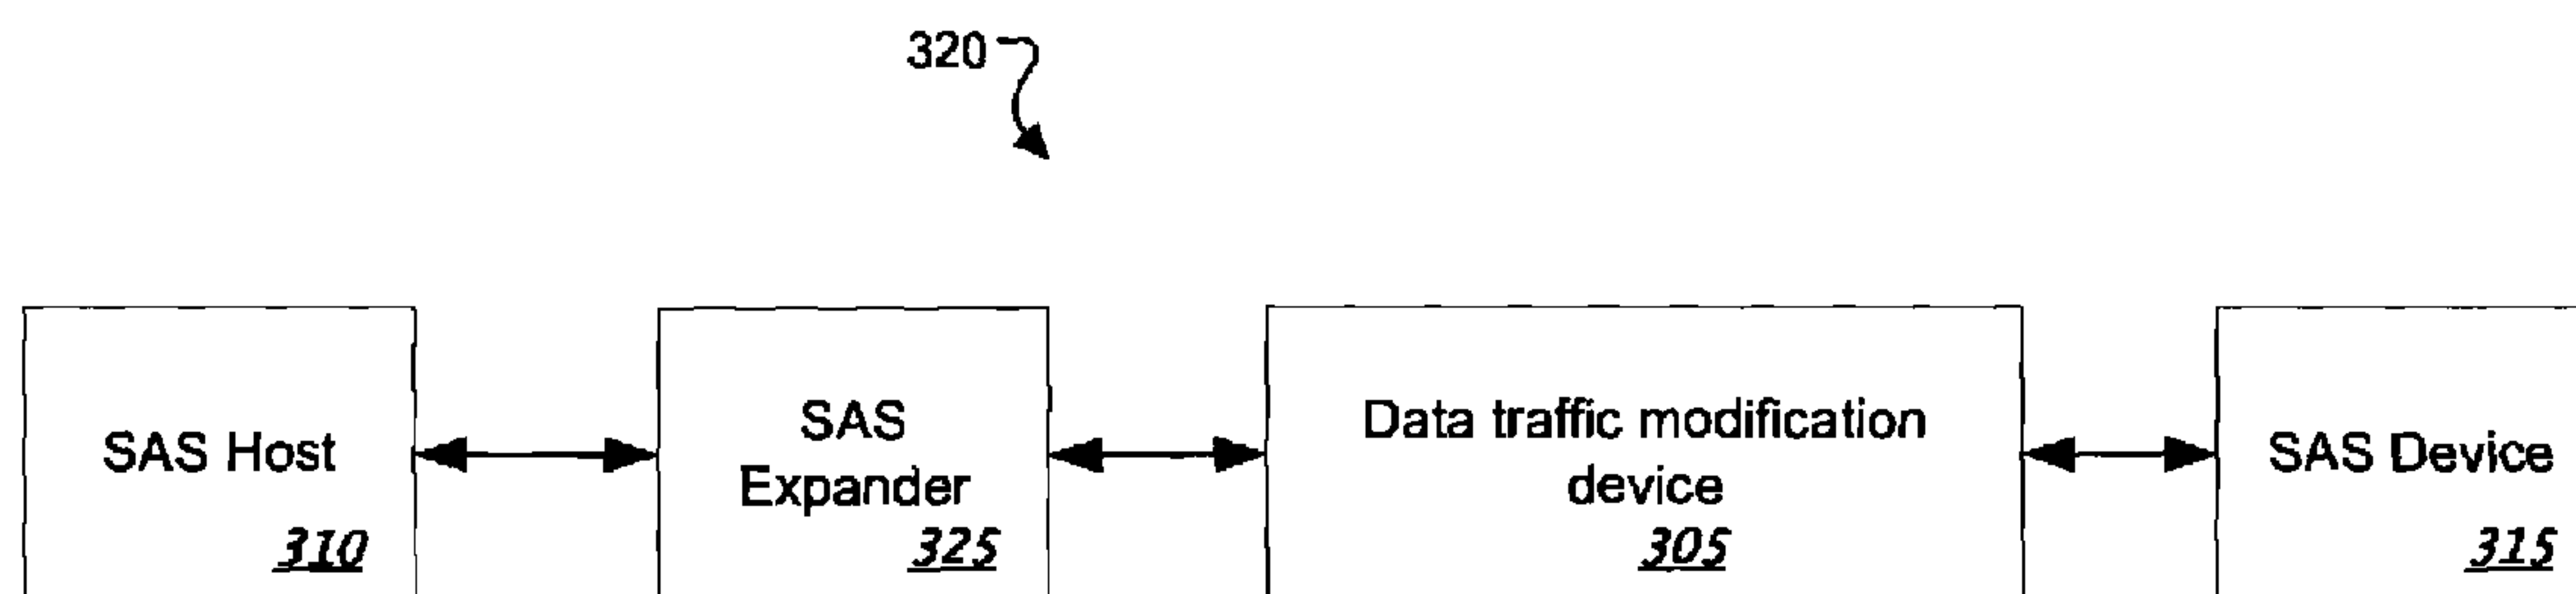 320
SAS Host
310
SAS
Expander
325
Data traffic modification
device
305
SAS Device
315